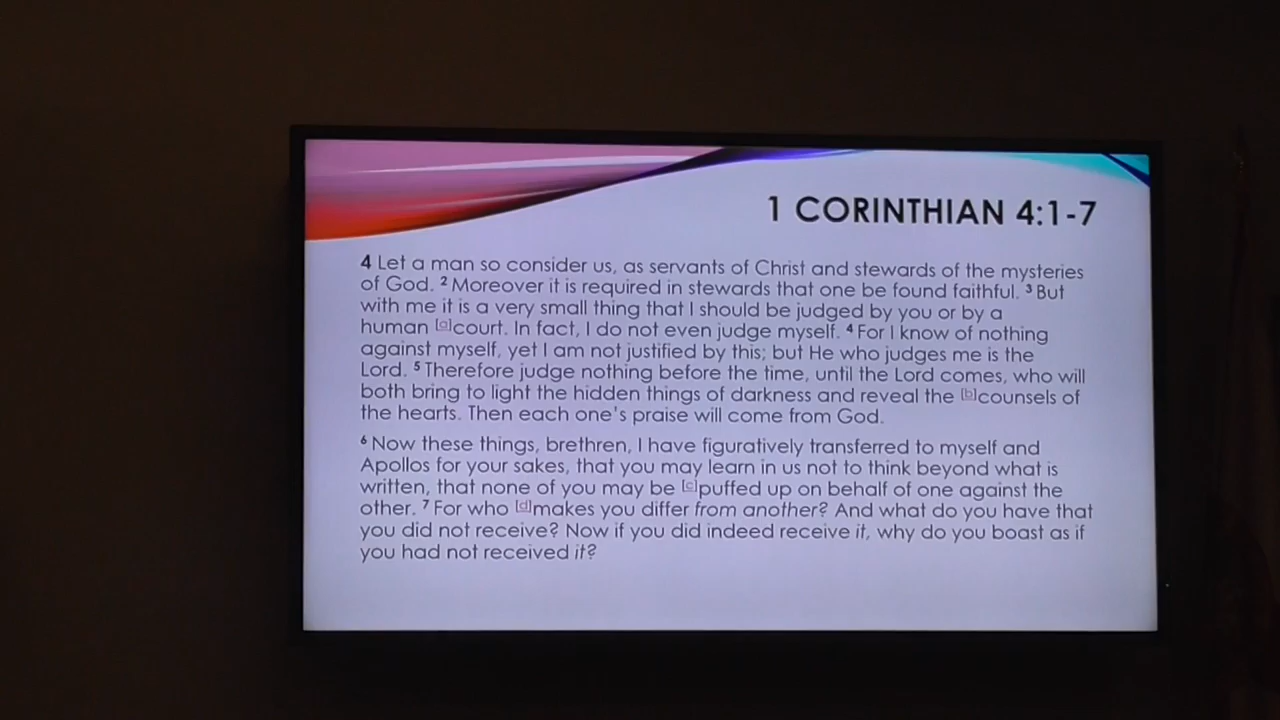 1 CORINTHIAN 4:1-7
4 Let a man so consider us, as servants of Christ and stewards of the mysteries
of God. 2 Moreover it is required in stewards that one be found faithful. 3 But
with me it is a very small thing that I should be judged by you or by a
human [a]court. In fact, I do not even judge myself. 4 For I know of nothing
against myself, yet I am not justified by this; but He who judges me is the
Lord. 5 Therefore judge nothing before the time, until the Lord comes, who will
both bring to light the hidden things of darkness and reveal the [b]counsels of
the hearts. Then each one's praise will come from God.
6 Now these things, brethren, I have figuratively transferred to myself and
Apollos for your sakes, that you may learn in us not to think beyond what is
written, that none of you may be [c]puffed up on behalf of one against the
other. 7 For who [d]makes you differ from another? And what do you have that
you did not receive? Now if you did indeed receive it, why do you boast as if
you had not received it?